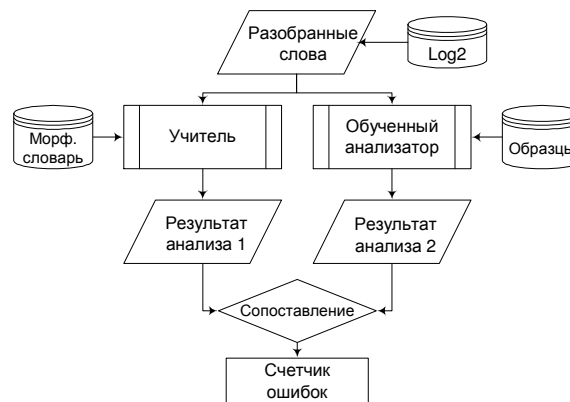 Разобранные
слова
Log2
Морф.
словарь
Учитель
Обученный
анализатор
Образцы
Результат
анализа 1
Результат
анализа 2
Сопоставление
Счетчик
ошибок